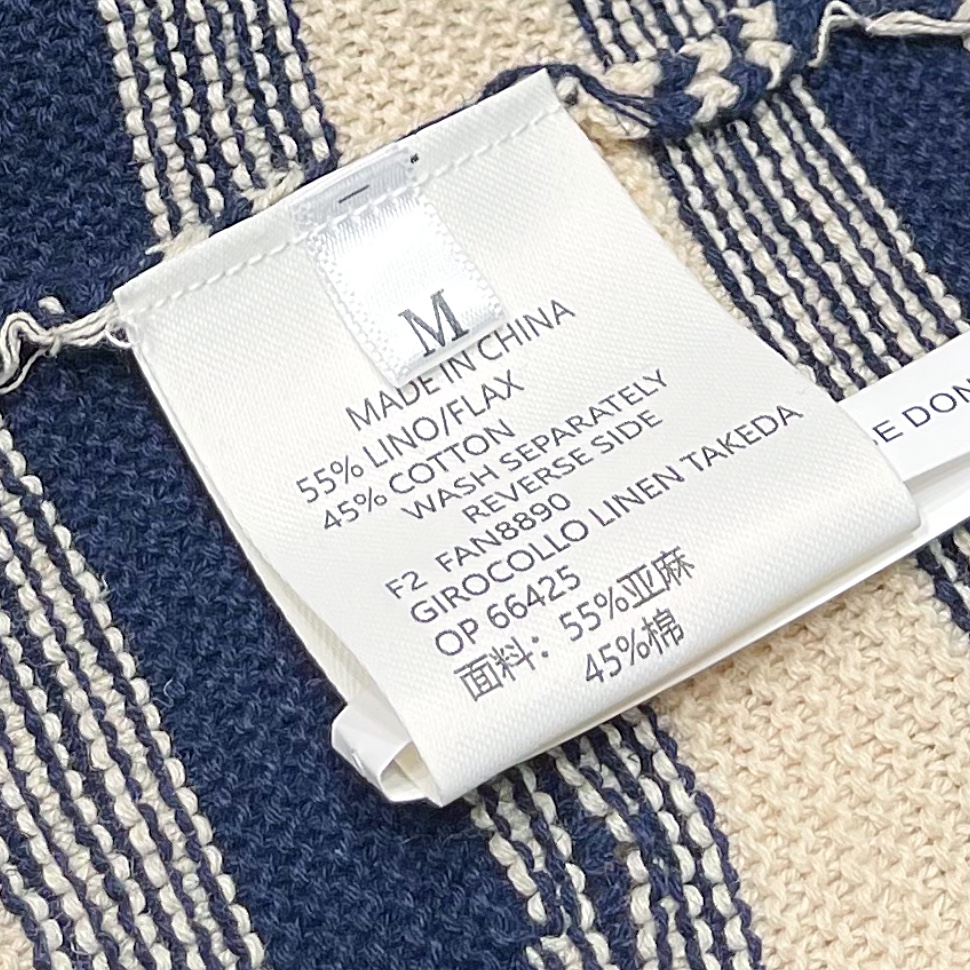 M
MADE IN CHINA
55% LINO/FLAX
45% COTTON
WASH SEPARATELY
REVERSE SIDE
F2 FAN8890
GIROCOLLO LINEN TAKEDA
OP 66425
面料：55%亚麻
45%棉